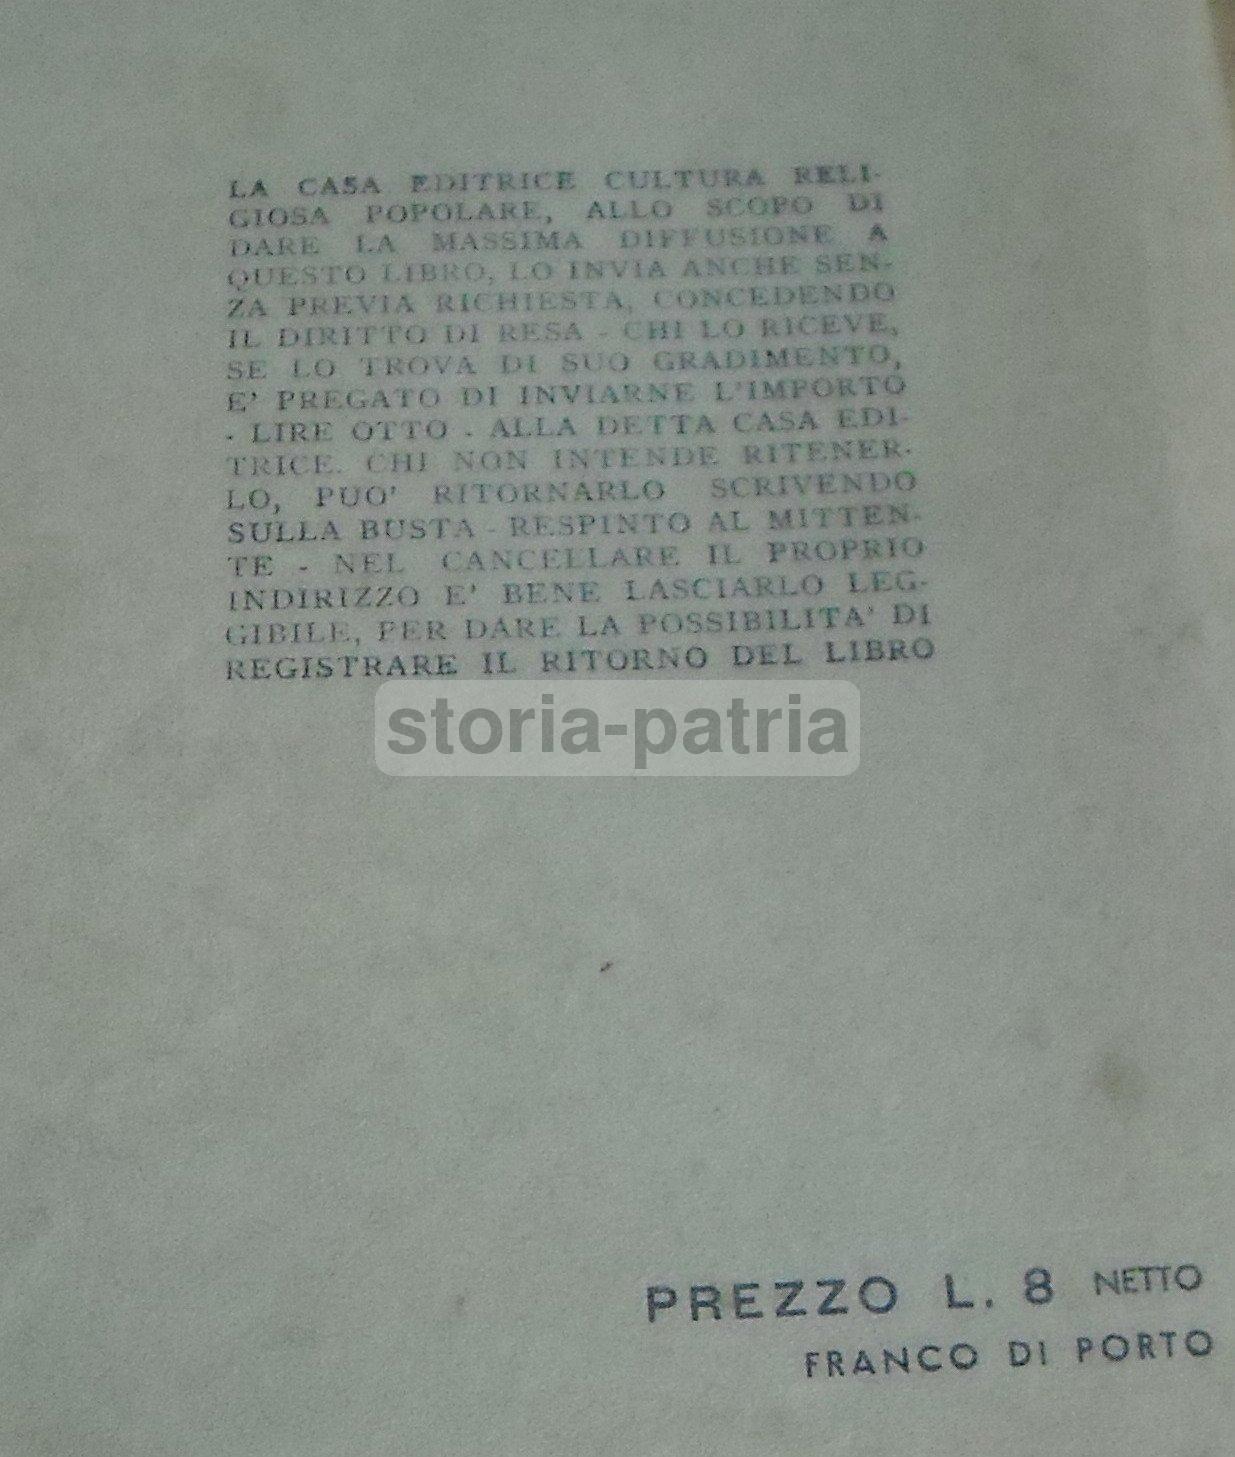 LA CASA EDITRICE CULTURA RELI-
GIOSA POPOLARE, ALLO SCOPO DI
DARE LA MASSIMA DIFFUSIONE A
QUESTO LIBRO, LO INVIA ANCHE SEN-
ZA PREVIA RICHIESTA, CONCEDENDO
IL DIRITTO DI RESA - CHI LO RICEVE,
SE LO TROVA DI SUO GRADIMENTO,
E' PREGATO DI INVIARNE L'IMPORTO
- LIRE OTTO - ALLA DETTA CASA EDI-
TRICE. CHI NON INTENDE RITENER-
LO, PUO' RITORNARLO SCRIVENDO
SULLA BUSTA - RESPINTO AL MITTEN-
TE - NEL CANCELLARE IL PROPRIO
INDIRIZZO E' BENE LASCIARLO LEG-
GIBILE, PER DARE LA POSSIBILITA' DI
REGISTRARE IL RITORNO DEL LIBRO
storia-patria
PREZZO L. 8 NETTO
FRANCO DI PORTO